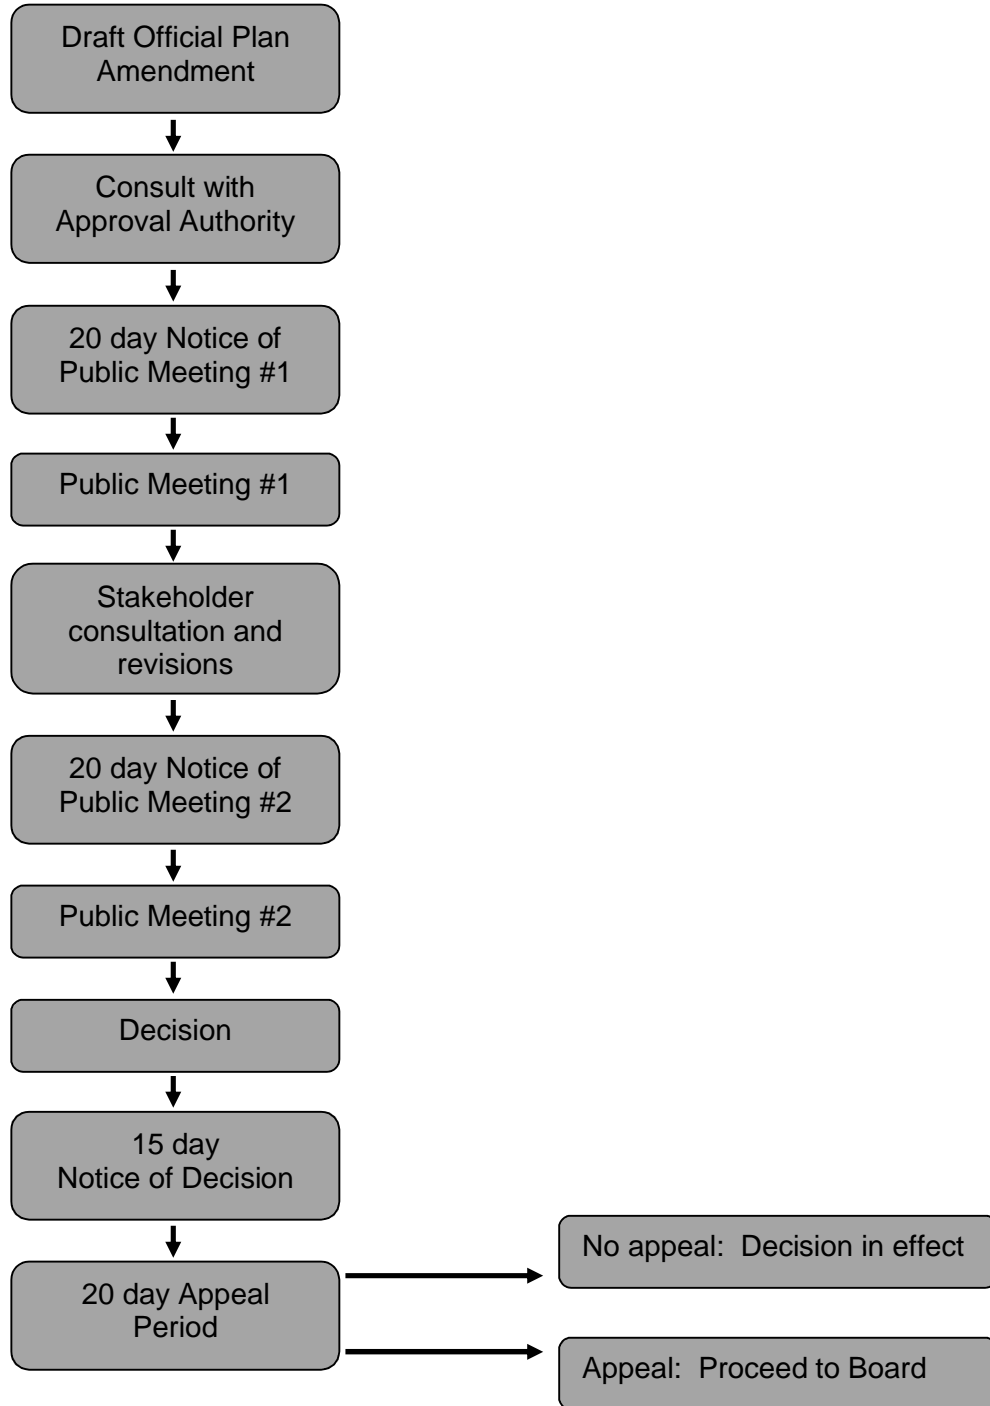 Draft Official Plan
Amendment
Consult with
Approval Authority
20 day Notice of
Public Meeting #1
Public Meeting #1
Stakeholder
consultation and
revisions
20 day Notice of
Public Meeting #2
Public Meeting #2
Decision
15 day
Notice of Decision
20 day Appeal
Period
No appeal:  Decision in effect
Appeal:  Proceed to Board